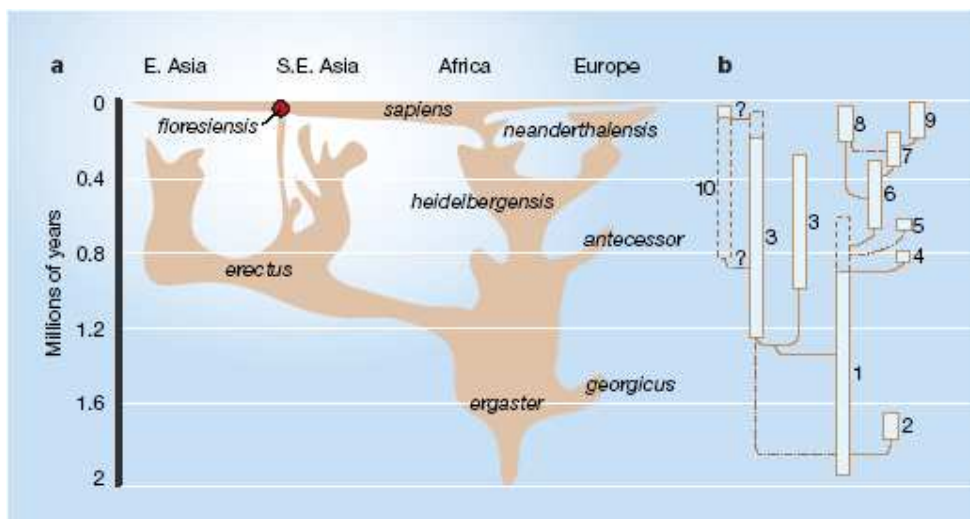 a E. Asia S.E. Asia Africa Europe b
0
floresiensis
sapiens
neanderthalensis
0.4
heidelbergensis
antecessor
0.8
erectus
1.2
georgicus
1.6
ergaster
2
Millions of years
?
8
9
7
10
6
3
3
5
?
4
1
2